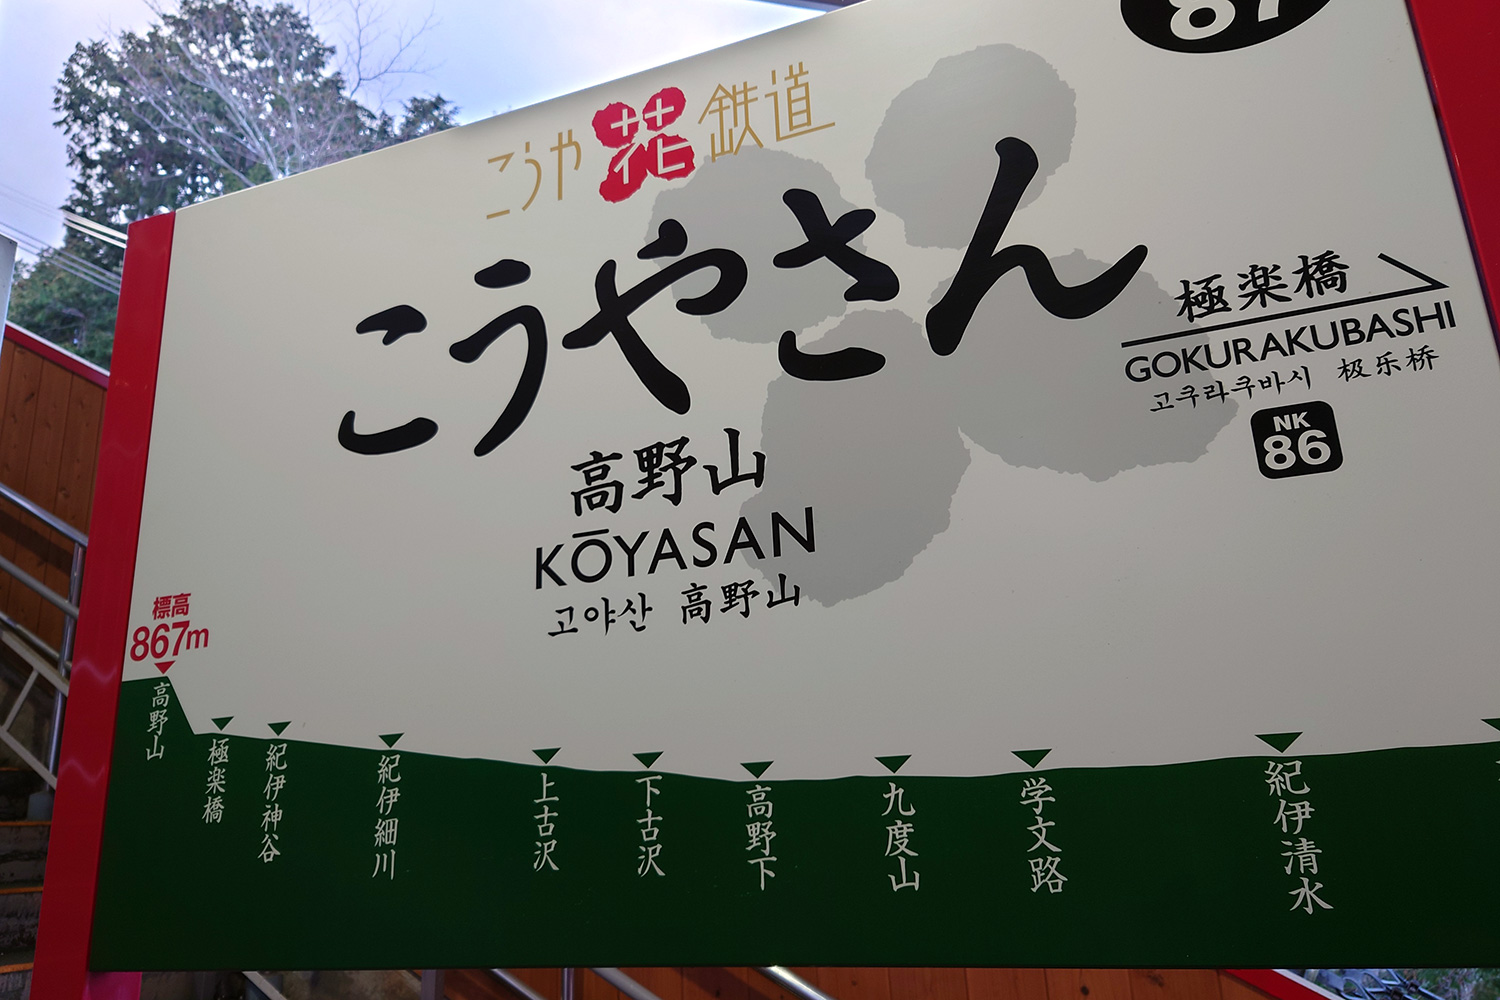 87
こうや花鉄道
こうやさん
高野山
KŌYASAN
고야산 高野山
極楽橋
GOKURAKUBASHI
고쿠라쿠바시 极乐桥
NK
86
標高
867m
高野山
極楽橋
紀伊神谷
紀伊細川
上古沢
下古沢
高野下
九度山
学文路
紀伊清水